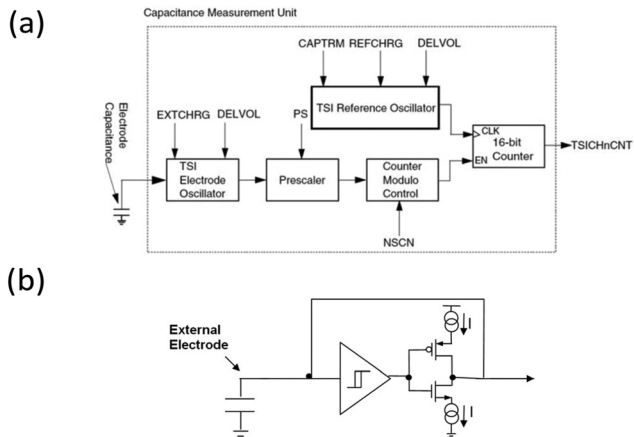 (a)
Capacitance Measurement Unit
CAPTRM REFCHRG DELVOL
TSI Reference Oscillator
Electrode
Capacitance
EXTCHRG DELVOL
PS
TSI
Electrode
Oscillator
Prescaler
Counter
Modulo
Control
NSCN
CLK
16-bit
Counter
EN
TSICHnCNT
(b)
External
Electrode
I
I